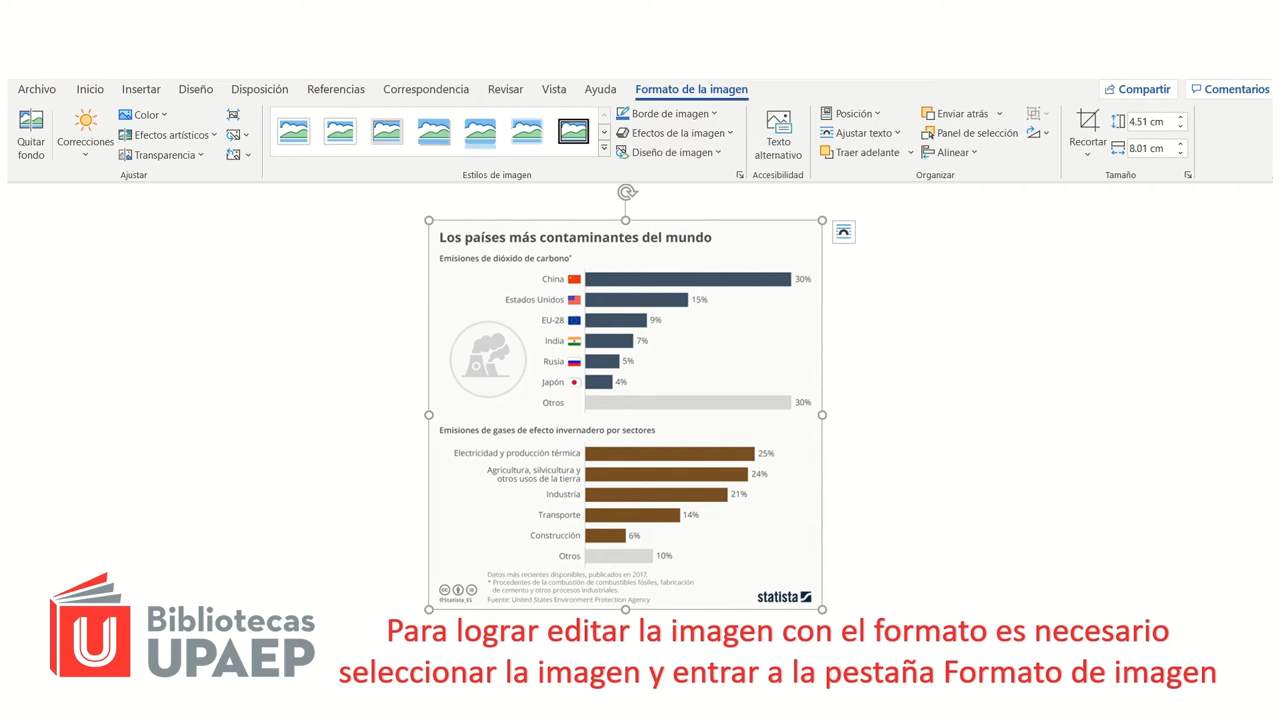 Archivo Inicio Insertar Diseño Disposición Referencias Correspondencia Revisar Vista Ayuda Formato de la imagen Compartir Comentarios
Quitar fondo
Correcciones
Color
Efectos artísticos
Transparencia
Ajustar
Estilos de imagen
Borde de imagen
Efectos de la imagen
Diseño de imagen
Texto alternativo
Accesibilidad
Posición
Ajustar texto
Traer adelante
Enviar atrás
Panel de selección
Alinear
Organizar
Recortar
4.51 cm
8.01 cm
Tamaño
Los países más contaminantes del mundo
Emisiones de dióxido de carbono*
China 30%
Estados Unidos 15%
EU-28 9%
India 7%
Rusia 5%
Japón 4%
Otros 30%
Emisiones de gases de efecto invernadero por sectores
Electricidad y producción térmica 25%
Agricultura, silvicultura y
otros usos de la tierra 24%
Industria 21%
Transporte 14%
Construcción 6%
Otros 10%
Datos más recientes disponibles, publicados en 2017.
* Procedentes de la combustión de combustibles fósiles, fabricación
de cemento y otros procesos industriales.
Fuente: United States Environment Protection Agency
@Statista_ES
statista
Bibliotecas
UPAEP
Para lograr editar la imagen con el formato es necesario
seleccionar la imagen y entrar a la pestaña Formato de imagen